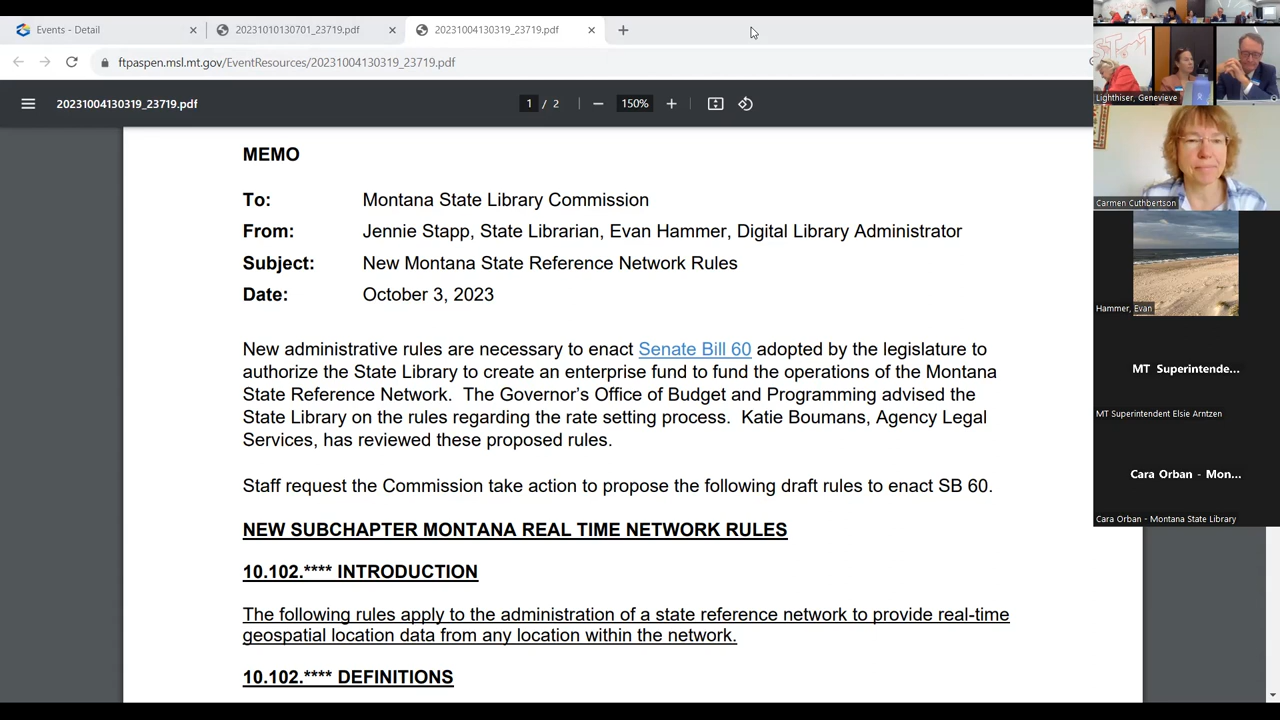 Events - Detail
20231010130701_23719.pdf
20231004130319_23719.pdf
ftpaspen.msl.mt.gov/EventResources/20231004130319_23719.pdf
20231004130319_23719.pdf
1 / 2
150%
MEMO
To: Montana State Library Commission
From: Jennie Stapp, State Librarian, Evan Hammer, Digital Library Administrator
Subject: New Montana State Reference Network Rules
Date: October 3, 2023
New administrative rules are necessary to enact Senate Bill 60 adopted by the legislature to
authorize the State Library to create an enterprise fund to fund the operations of the Montana
State Reference Network. The Governor's Office of Budget and Programming advised the
State Library on the rules regarding the rate setting process. Katie Boumans, Agency Legal
Services, has reviewed these proposed rules.
Staff request the Commission take action to propose the following draft rules to enact SB 60.
NEW SUBCHAPTER MONTANA REAL TIME NETWORK RULES
10.102.**** INTRODUCTION
The following rules apply to the administration of a state reference network to provide real-time
geospatial location data from any location within the network.
10.102.**** DEFINITIONS
Lighthiser, Genevieve
Carmen Cuthbertson
Hammer, Evan
MT Superintende...
MT Superintendent Elsie Arntzen
Cara Orban - Mon...
Cara Orban - Montana State Library